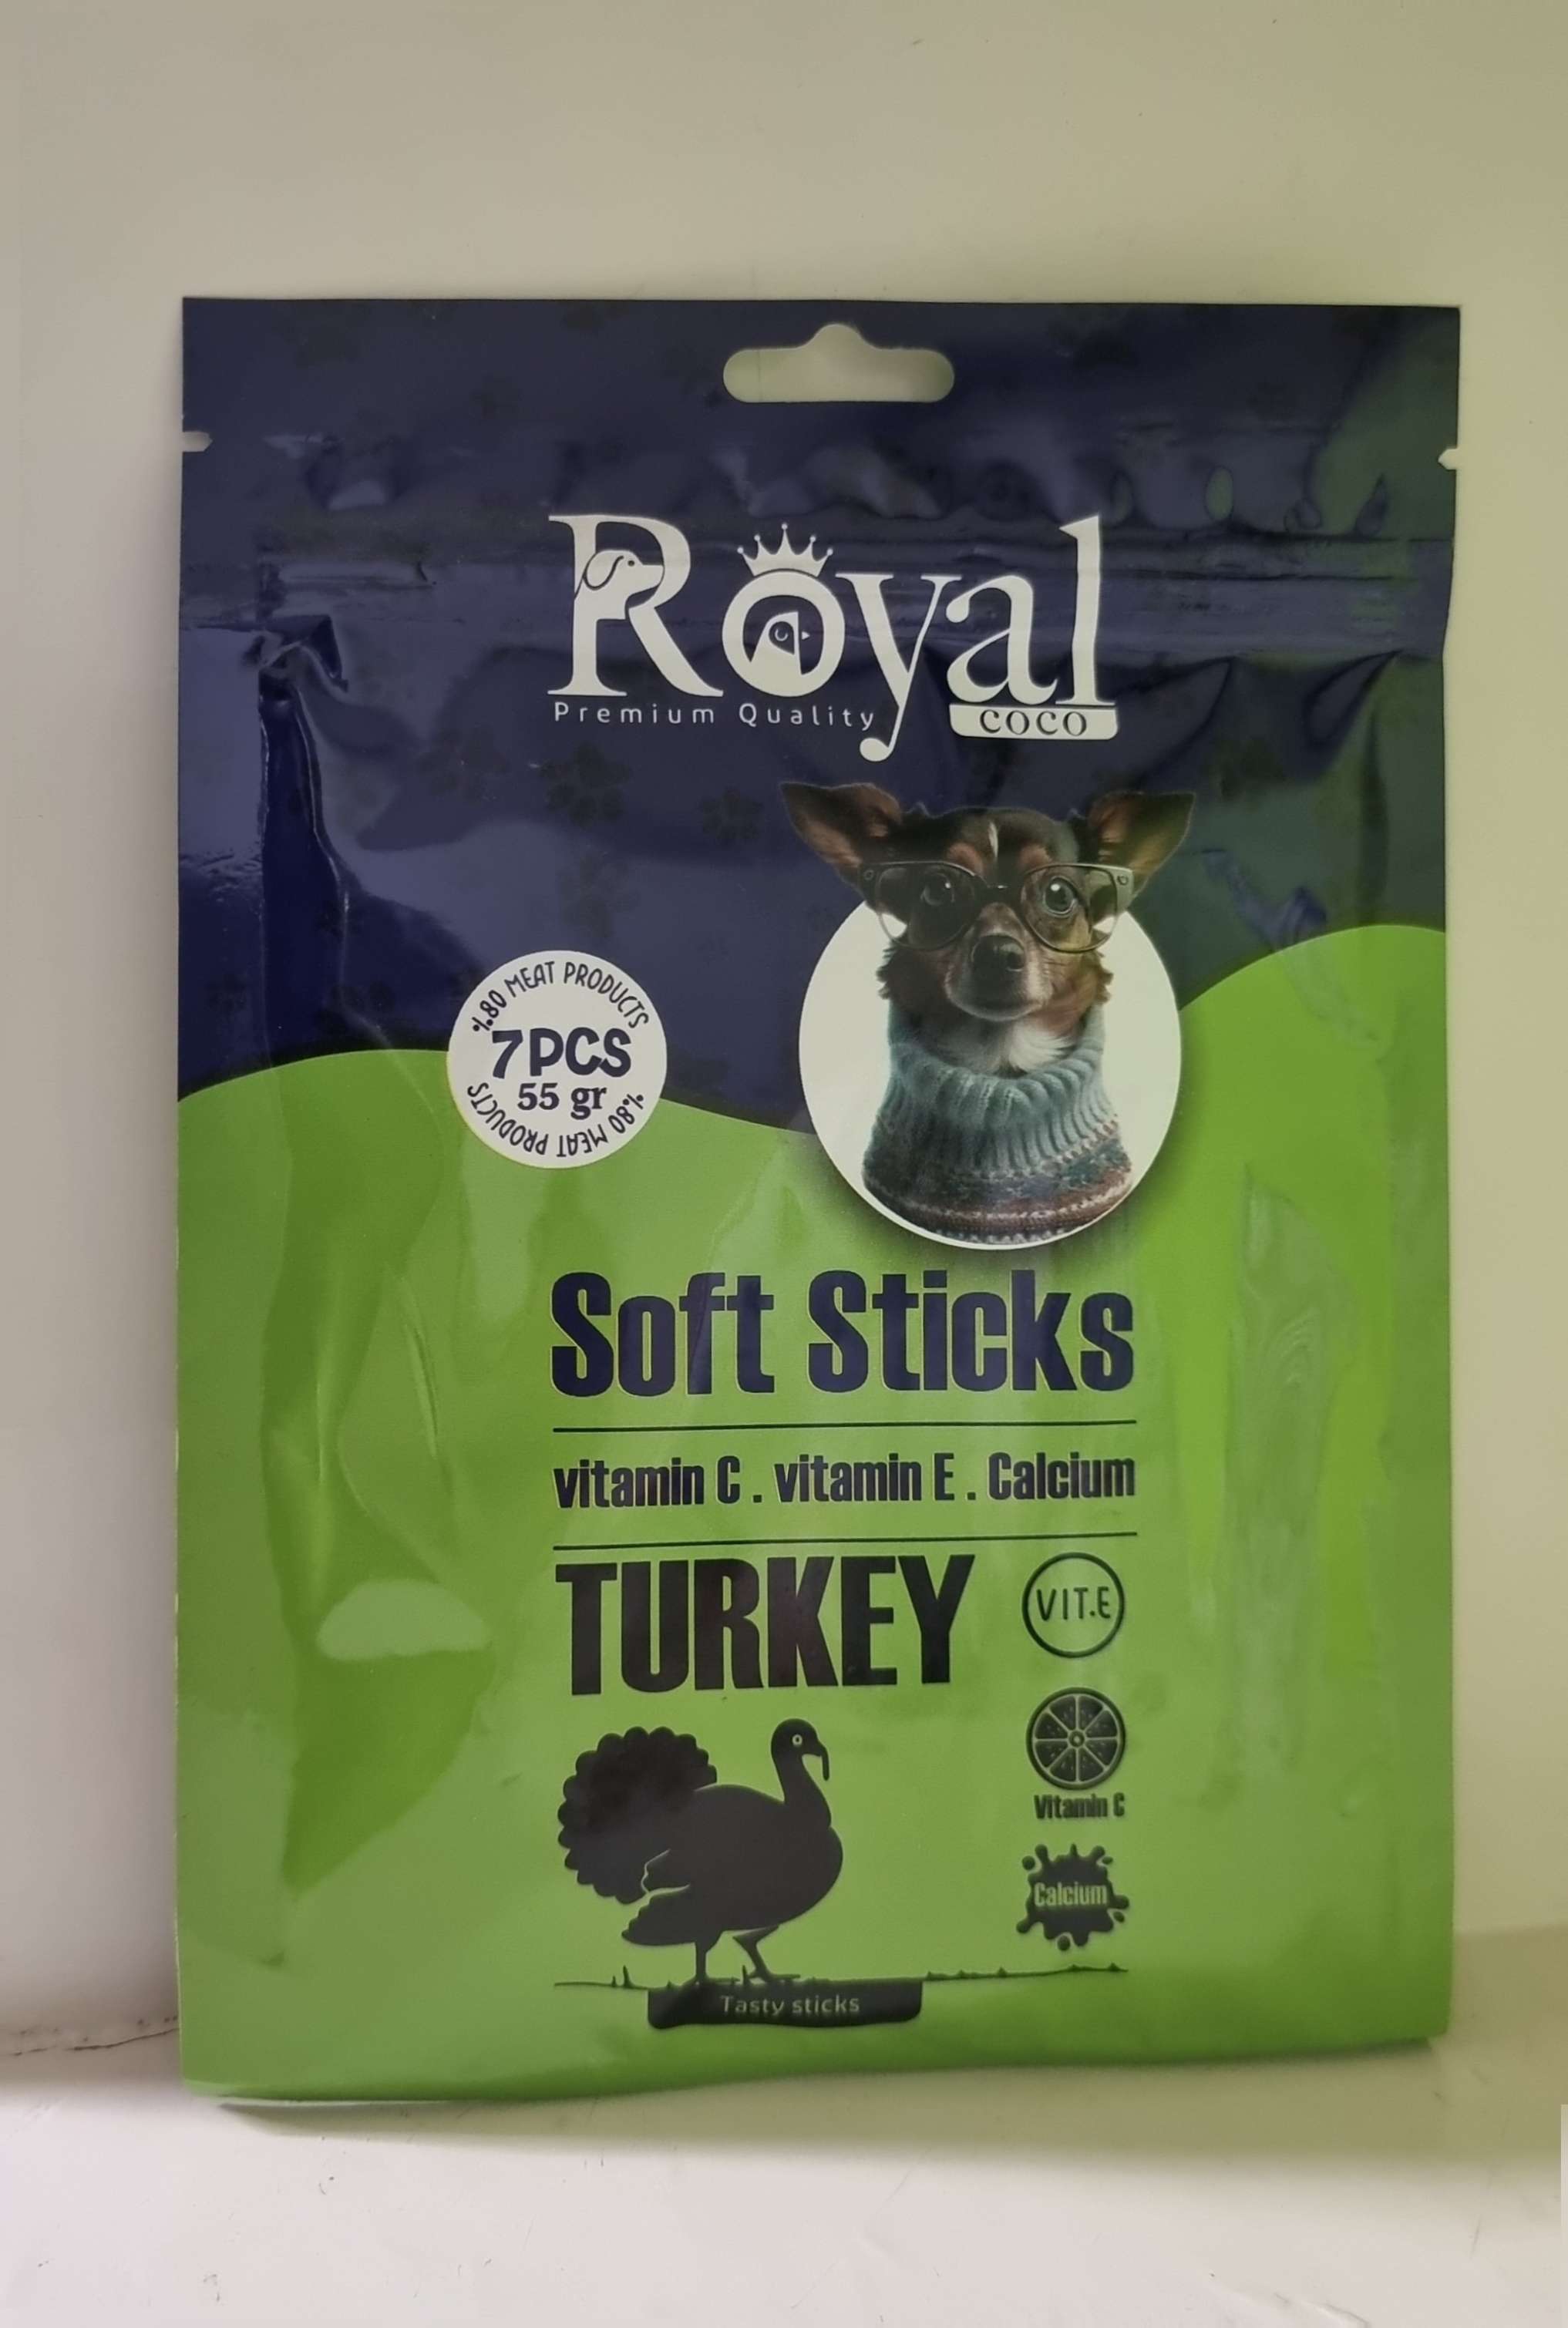 Royal
Premium Quality
COCO
%80 MEAT PRODUCTS
7PCS
55 gr
%80 MEAT PRODUCTS
Soft Sticks
vitamin C . vitamin E . Calcium
TURKEY
VIT.E
Vitamin C
Calcium
Tasty sticks